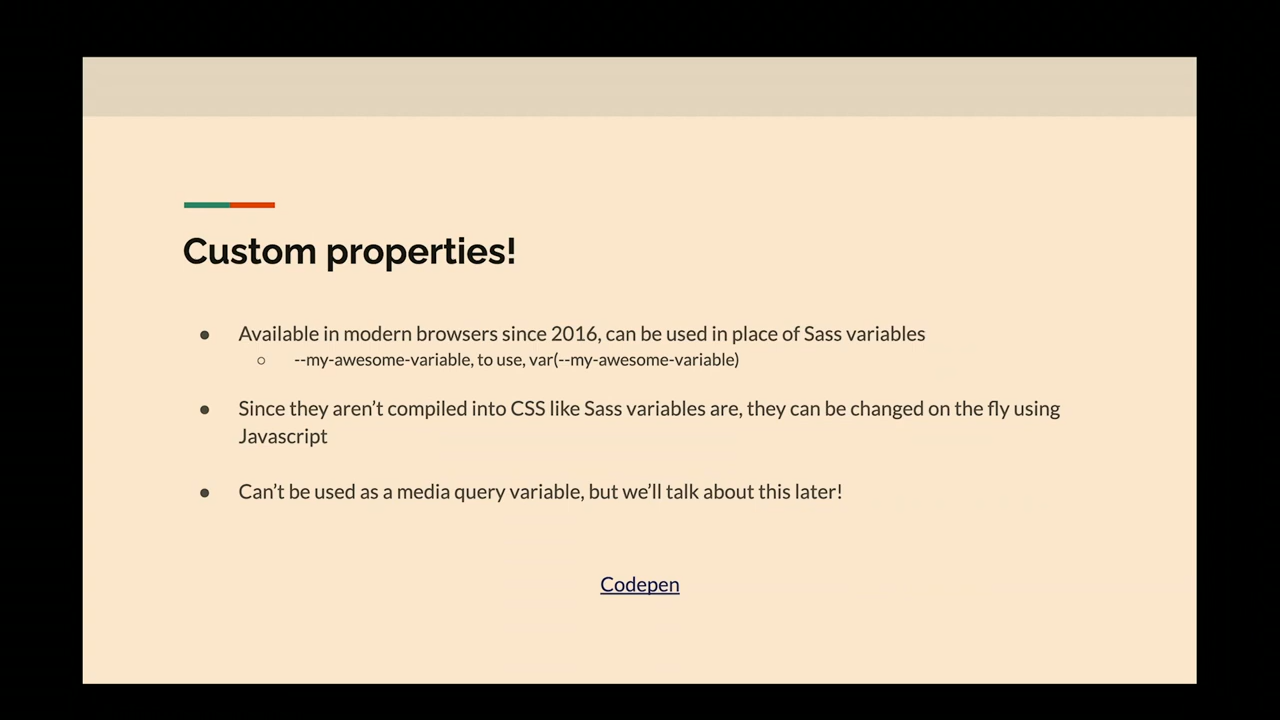 Custom properties!
● Available in modern browsers since 2016, can be used in place of Sass variables
○ --my-awesome-variable, to use, var(--my-awesome-variable)
● Since they aren’t compiled into CSS like Sass variables are, they can be changed on the fly using
Javascript
● Can’t be used as a media query variable, but we’ll talk about this later!
Codepen